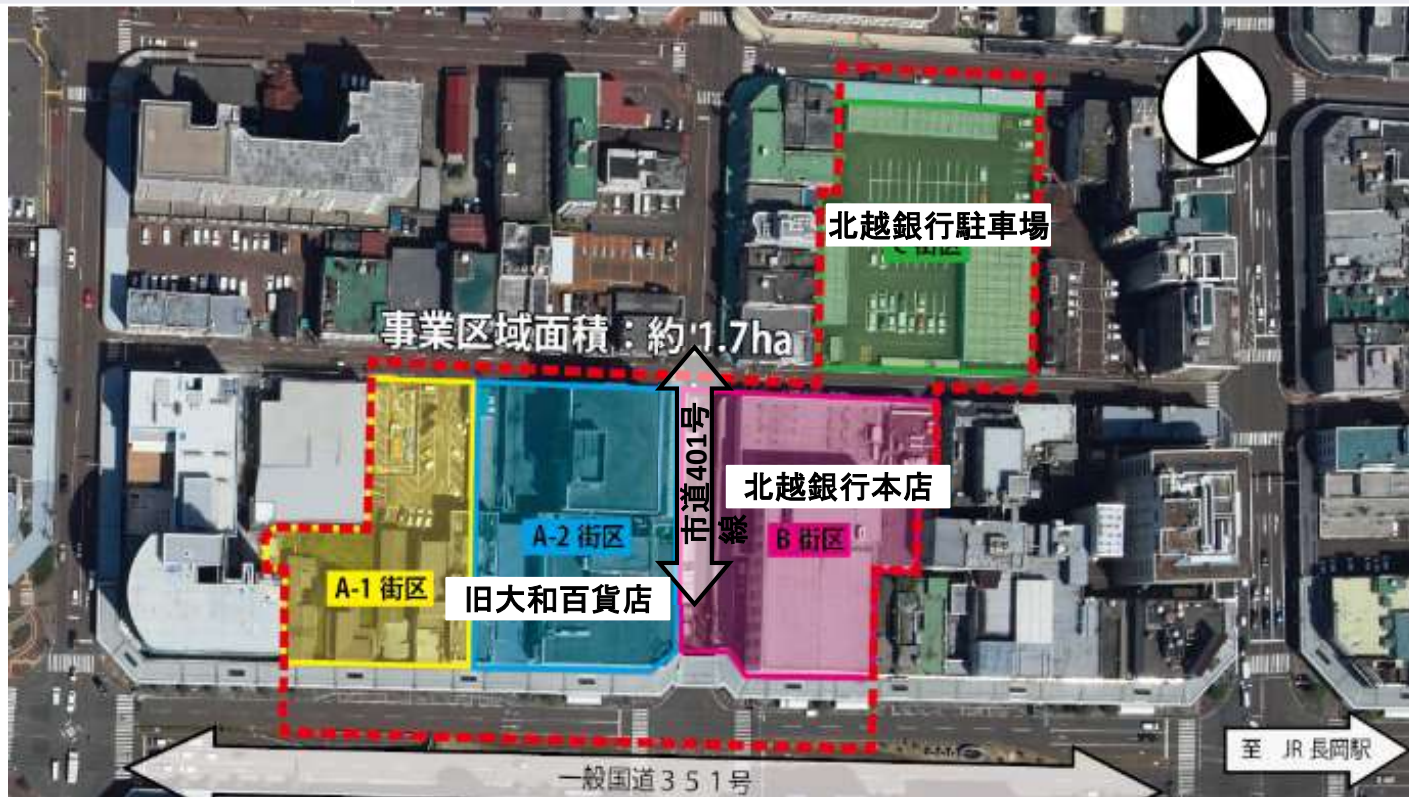 北越銀行駐車場
C 街区
事業区域面積：約 1.7ha
市道401号線
北越銀行本店
A-2 街区
B 街区
A-1 街区
旧大和百貨店
至 JR 長岡駅
一般国道３５１号